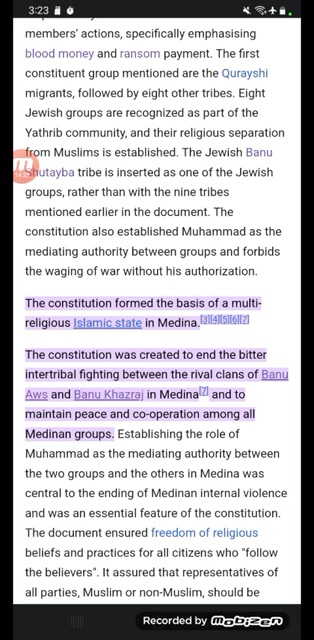 3:23
members' actions, specifically emphasising
blood money and ransom payment. The first
constituent group mentioned are the Qurayshi
migrants, followed by eight other tribes. Eight
Jewish groups are recognized as part of the
Yathrib community, and their religious separation
from Muslims is established. The Jewish Banu
Shutayba tribe is inserted as one of the Jewish
groups, rather than with the nine tribes
mentioned earlier in the document. The
constitution also established Muhammad as the
mediating authority between groups and forbids
the waging of war without his authorization.
The constitution formed the basis of a multi-
religious Islamic state in Medina.[3][4][5][6][7]
The constitution was created to end the bitter
intertribal fighting between the rival clans of Banu
Aws and Banu Khazraj in Medina[7] and to
maintain peace and co-operation among all
Medinan groups. Establishing the role of
Muhammad as the mediating authority between
the two groups and the others in Medina was
central to the ending of Medinan internal violence
and was an essential feature of the constitution.
The document ensured freedom of religious
beliefs and practices for all citizens who "follow
the believers". It assured that representatives of
all parties, Muslim or non-Muslim, should be
Recorded by mobizen